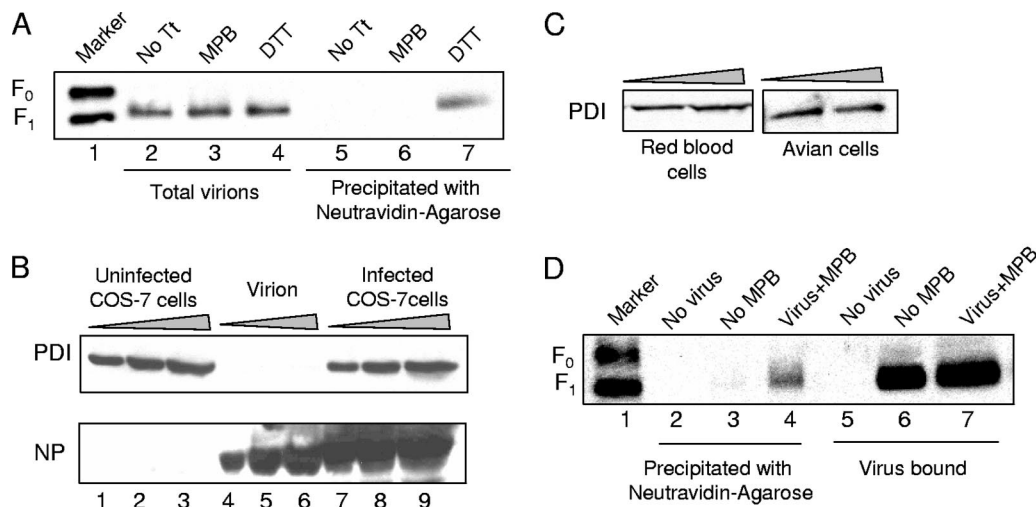 A
Marker
No Tt
MPB
DTT
No Tt
MPB
DTT
F0
F1
1 2 3 4 5 6 7
Total virions
Precipitated with
Neutravidin-Agarose
B
Uninfected
COS-7 cells
Virion
Infected
COS-7cells
PDI
NP
1 2 3 4 5 6 7 8 9
C
PDI
Red blood
cells
Avian cells
D
Marker
No virus
No MPB
Virus+MPB
No virus
No MPB
Virus+MPB
F0
F1
1 2 3 4 5 6 7
Precipitated with
Neutravidin-Agarose
Virus bound